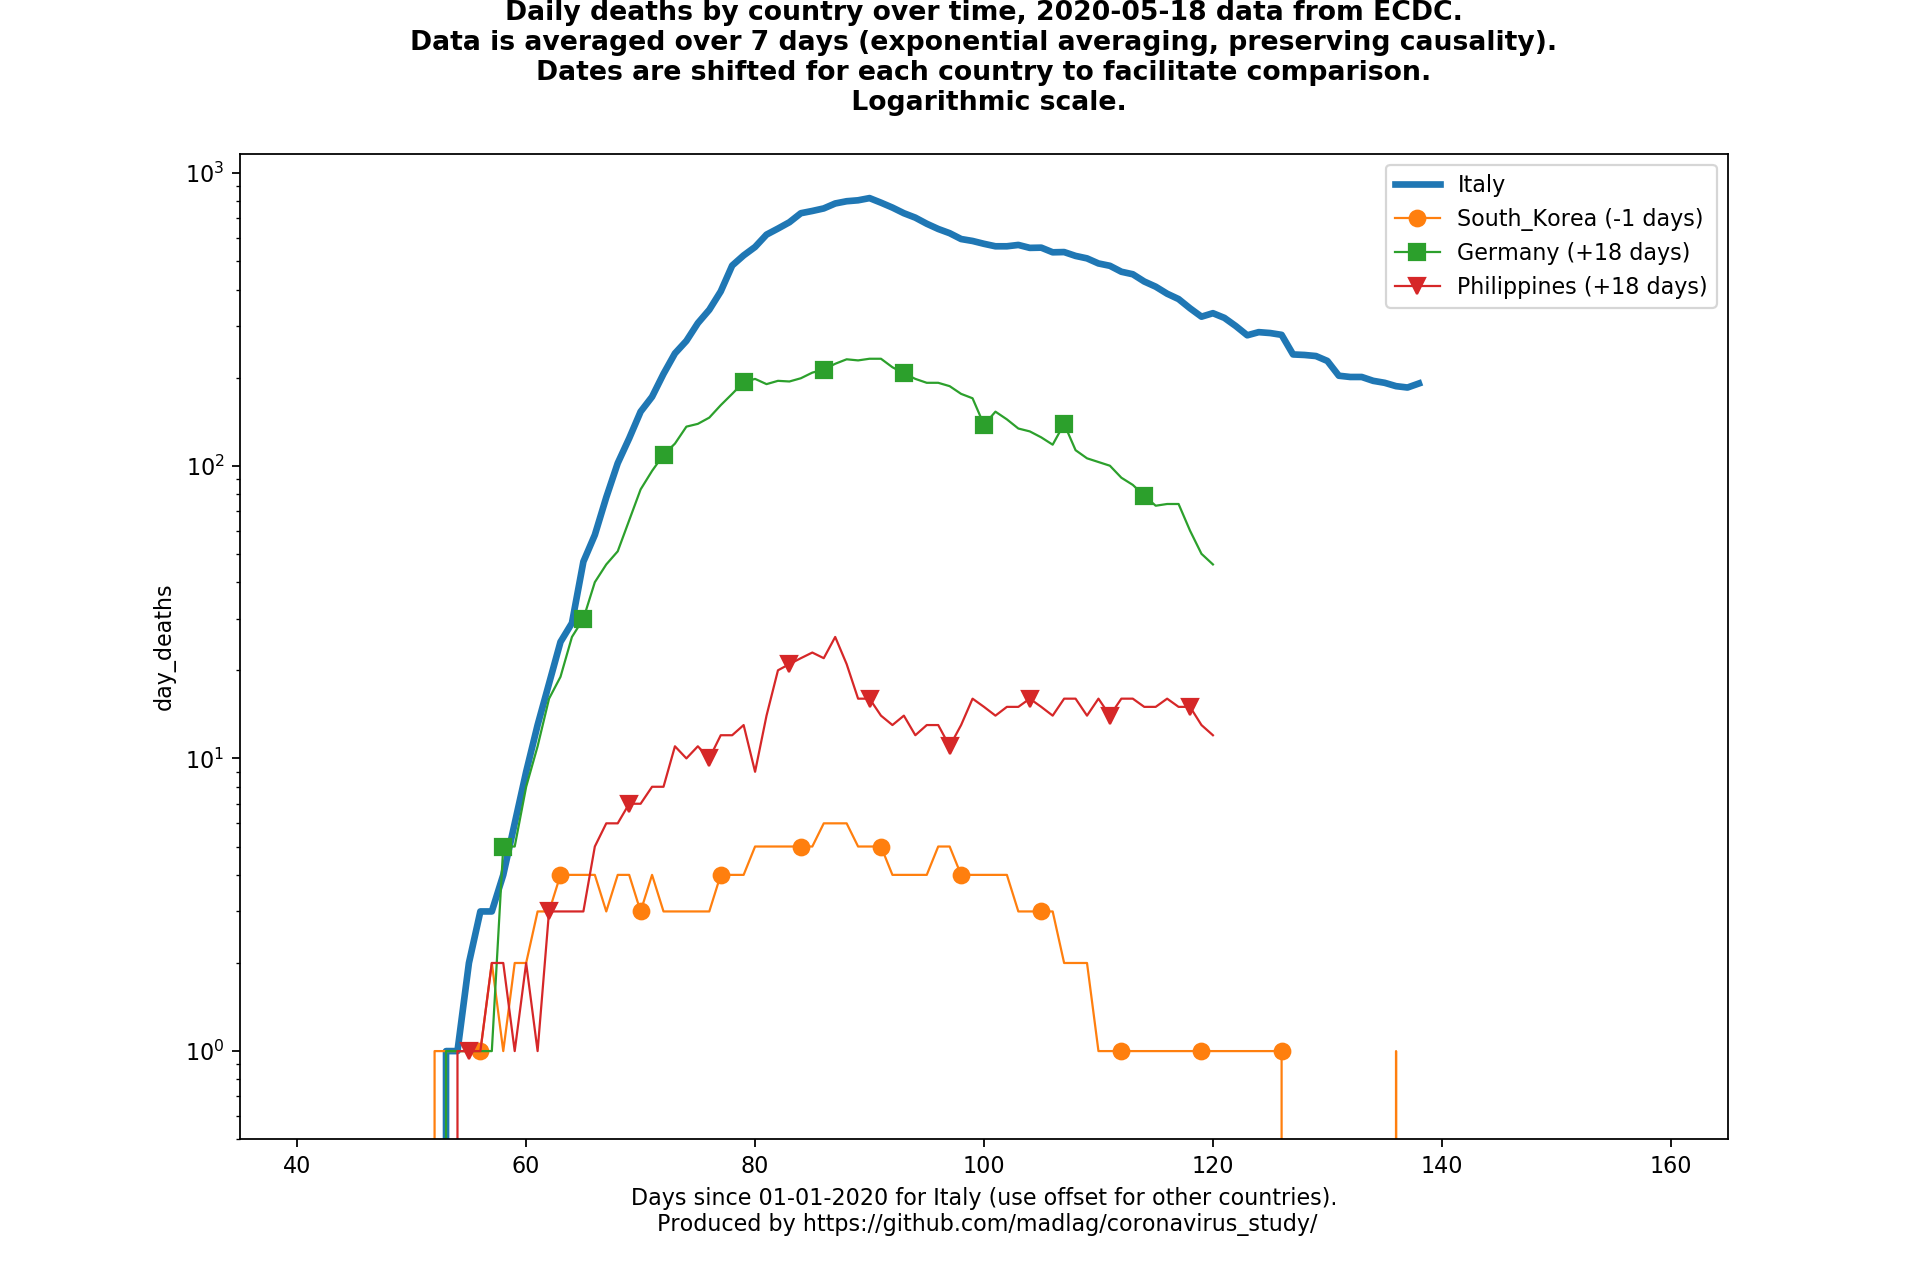 Daily deaths by country over time, 2020-05-18 data from ECDC.
Data is averaged over 7 days (exponential averaging, preserving causality).
Dates are shifted for each country to facilitate comparison.
Logarithmic scale.
10³
10²
10¹
10⁰
day_deaths
Italy
South_Korea (-1 days)
Germany (+18 days)
Philippines (+18 days)
40 60 80 100 120 140 160
Days since 01-01-2020 for Italy (use offset for other countries).
Produced by https://github.com/madlag/coronavirus_study/